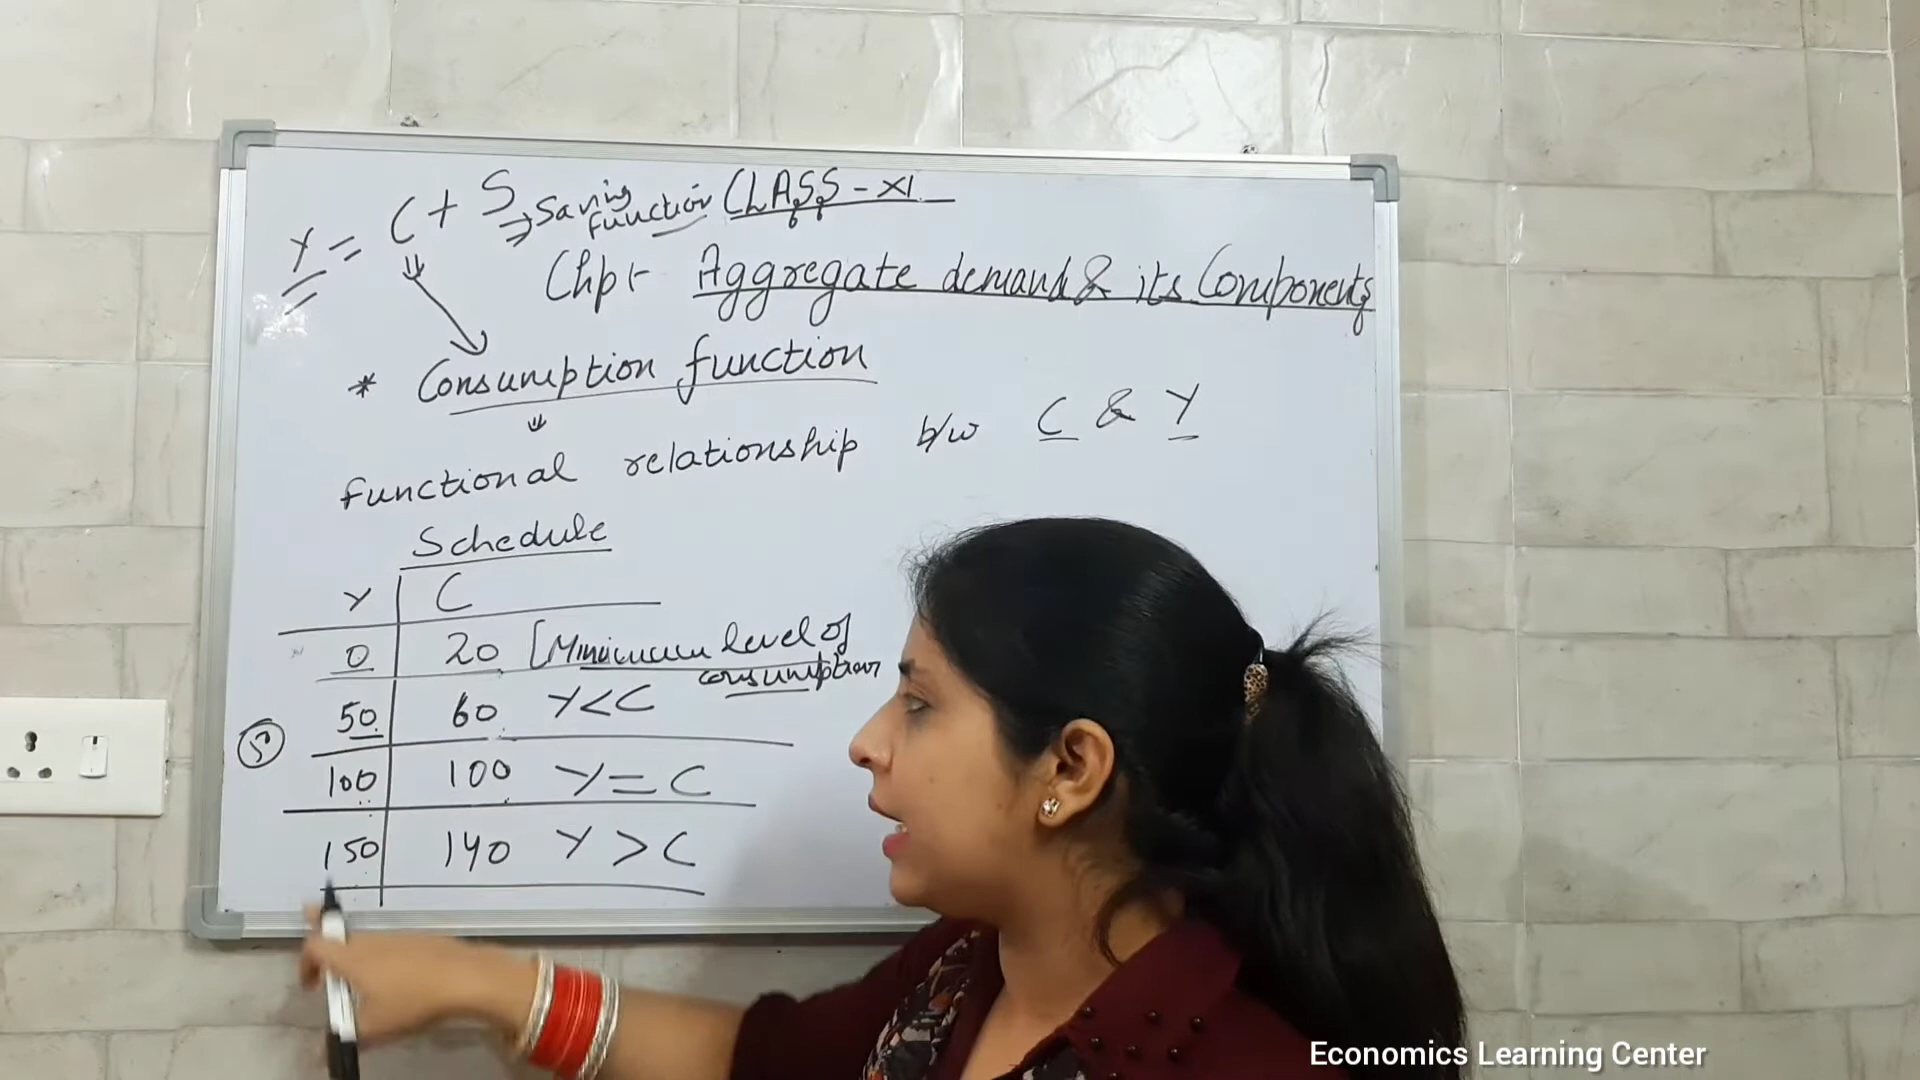 Y = C + S → Saving function CLASS - XI
Chp:- Aggregate demand & its Components
* Consumption function
functional relationship b/w C & Y
Schedule
Y C
0 20 [Minimum level of consumption
50 60 Y<C
100 100 Y = C
150 140 Y > C
Economics Learning Center